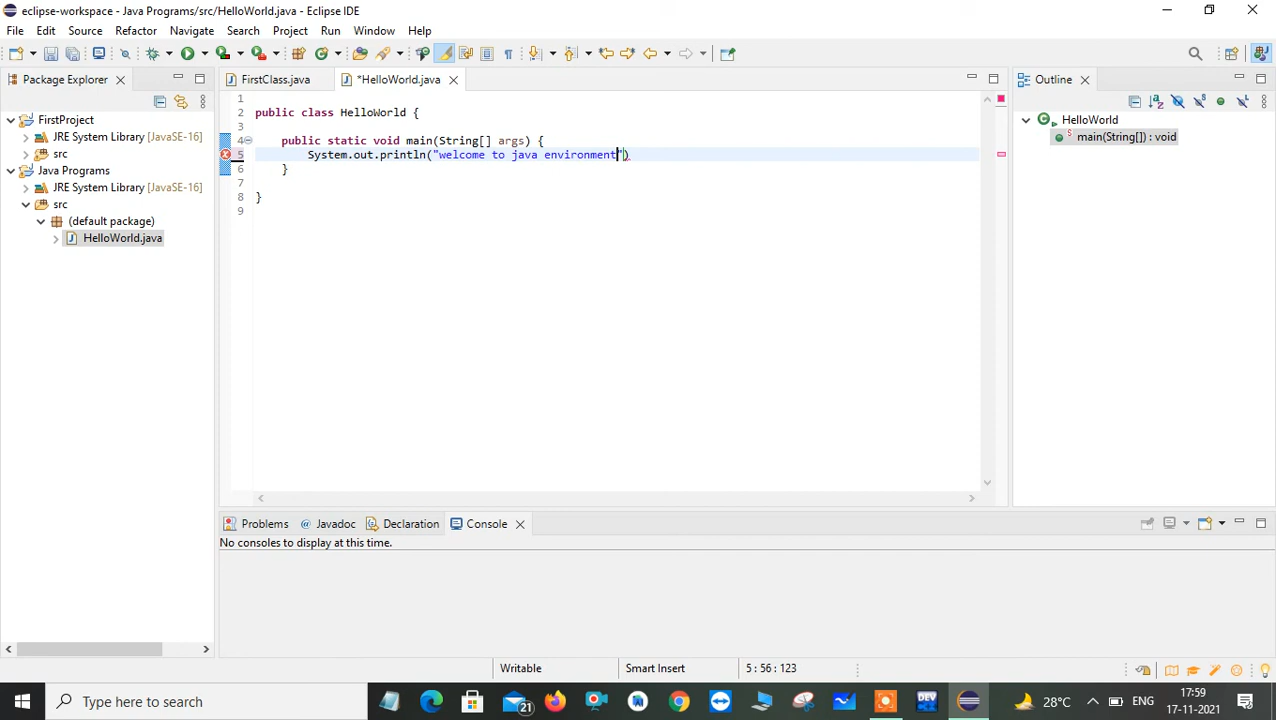 eclipse-workspace - Java Programs/src/HelloWorld.java - Eclipse IDE
File Edit Source Refactor Navigate Search Project Run Window Help
Package Explorer
FirstClass.java
*HelloWorld.java
Outline
FirstProject
JRE System Library [JavaSE-16]
src
Java Programs
JRE System Library [JavaSE-16]
src
(default package)
HelloWorld.java
1
2 public class HelloWorld {
3
4 public static void main(String[] args) {
5 System.out.println("welcome to java environment")
6 }
7
8 }
9
HelloWorld
main(String[]) : void
Problems @ Javadoc Declaration Console
No consoles to display at this time.
Writable Smart Insert 5 : 56 : 123
Type here to search
21
DEV
28°C ENG
17:59
17-11-2021